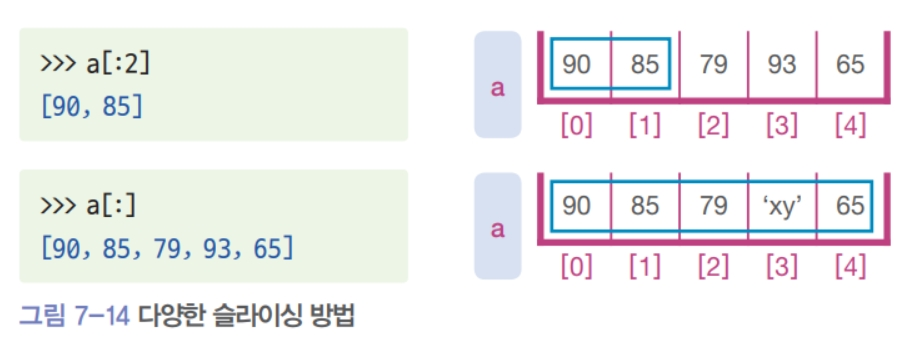 >>> a[:2]
[90, 85]
a
90 85 79 93 65
[0] [1] [2] [3] [4]
>>> a[:]
[90, 85, 79, 93, 65]
a
90 85 79 ‘xy’ 65
[0] [1] [2] [3] [4]
그림 7-14 다양한 슬라이싱 방법